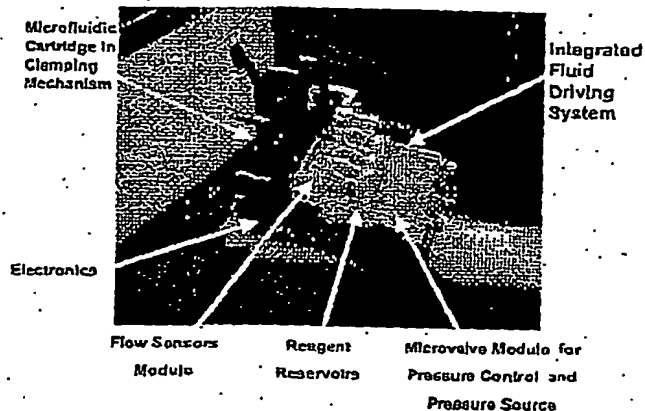 Microfluidic
Cartridge in
Clamping
Mechanism
Integrated
Fluid
Driving
System
Electronics
Flow Sensors
Module
Reagent
Reservoirs
Microvalve Module for
Pressure Control and
Pressure Source